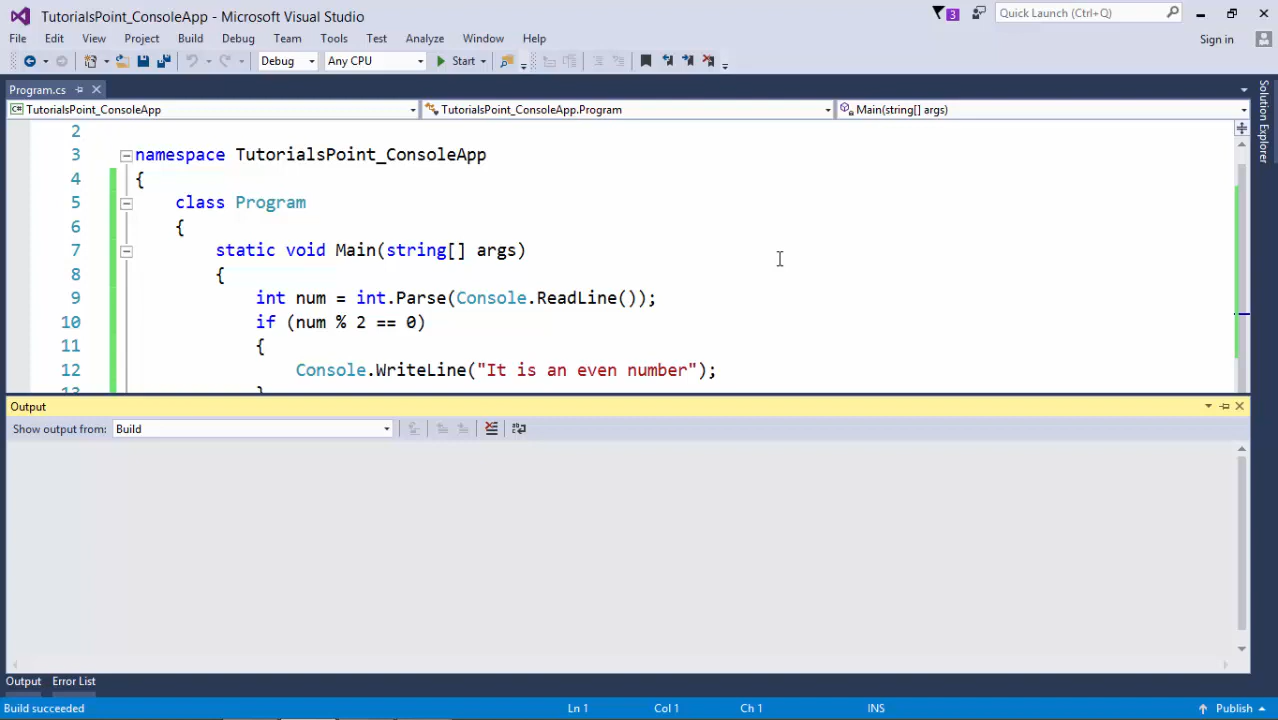 TutorialsPoint_ConsoleApp - Microsoft Visual Studio
3
Quick Launch (Ctrl+Q)
File Edit View Project Build Debug Team Tools Test Analyze Window Help
Sign in
Debug Any CPU Start
Program.cs
Solution Explorer
C# TutorialsPoint_ConsoleApp TutorialsPoint_ConsoleApp.Program Main(string[] args)
2
3 namespace TutorialsPoint_ConsoleApp
4 {
5 class Program
6 {
7 static void Main(string[] args)
8 {
9 int num = int.Parse(Console.ReadLine());
10 if (num % 2 == 0)
11 {
12 Console.WriteLine("It is an even number");
13 }
Output
Show output from: Build
Output Error List
Build succeeded Ln 1 Col 1 Ch 1 INS Publish